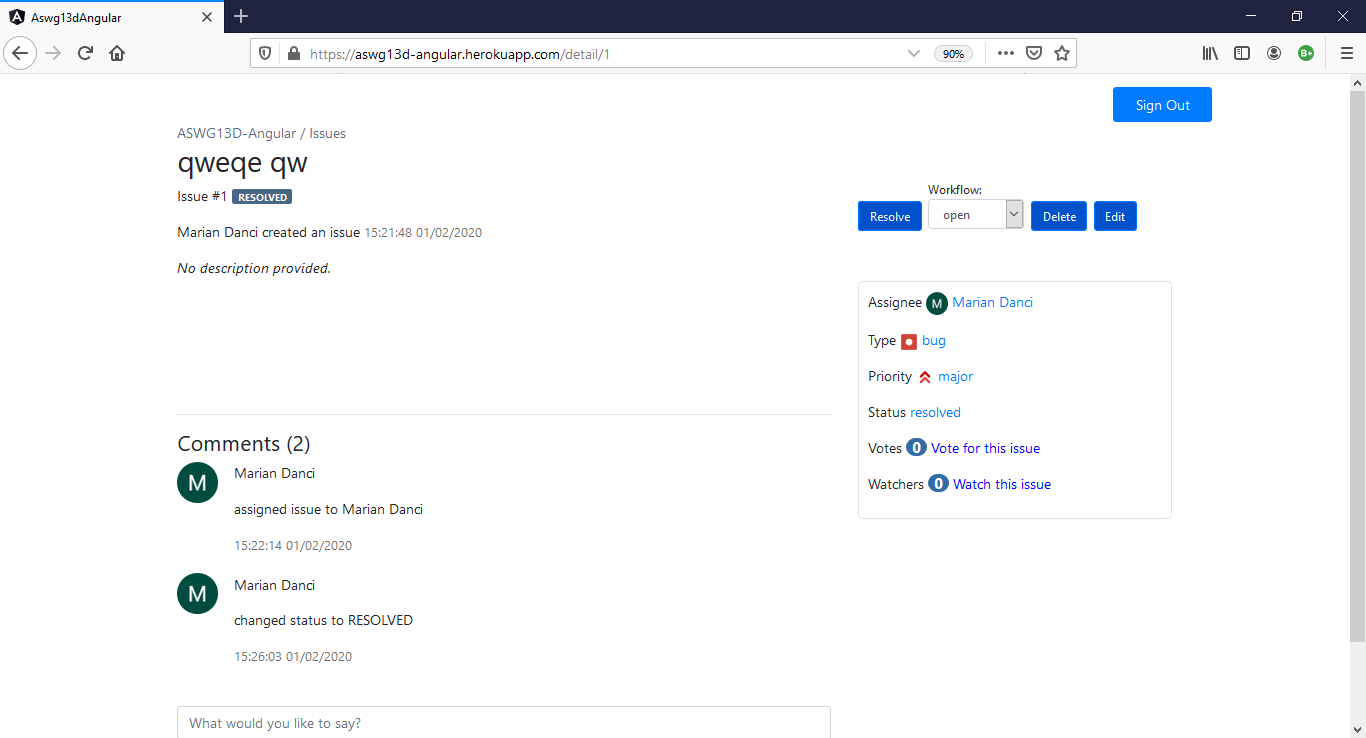 Aswg13dAngular
https://aswg13d-angular.herokuapp.com/detail/1
90%
B+
Sign Out
ASWG13D-Angular / Issues
qweqe qw
Issue #1 RESOLVED
Marian Danci created an issue 15:21:48 01/02/2020
No description provided.
Workflow:
Resolve
open
Delete
Edit
Assignee M Marian Danci
Type bug
Priority major
Status resolved
Votes 0 Vote for this issue
Watchers 0 Watch this issue
Comments (2)
M
Marian Danci
assigned issue to Marian Danci
15:22:14 01/02/2020
M
Marian Danci
changed status to RESOLVED
15:26:03 01/02/2020
What would you like to say?